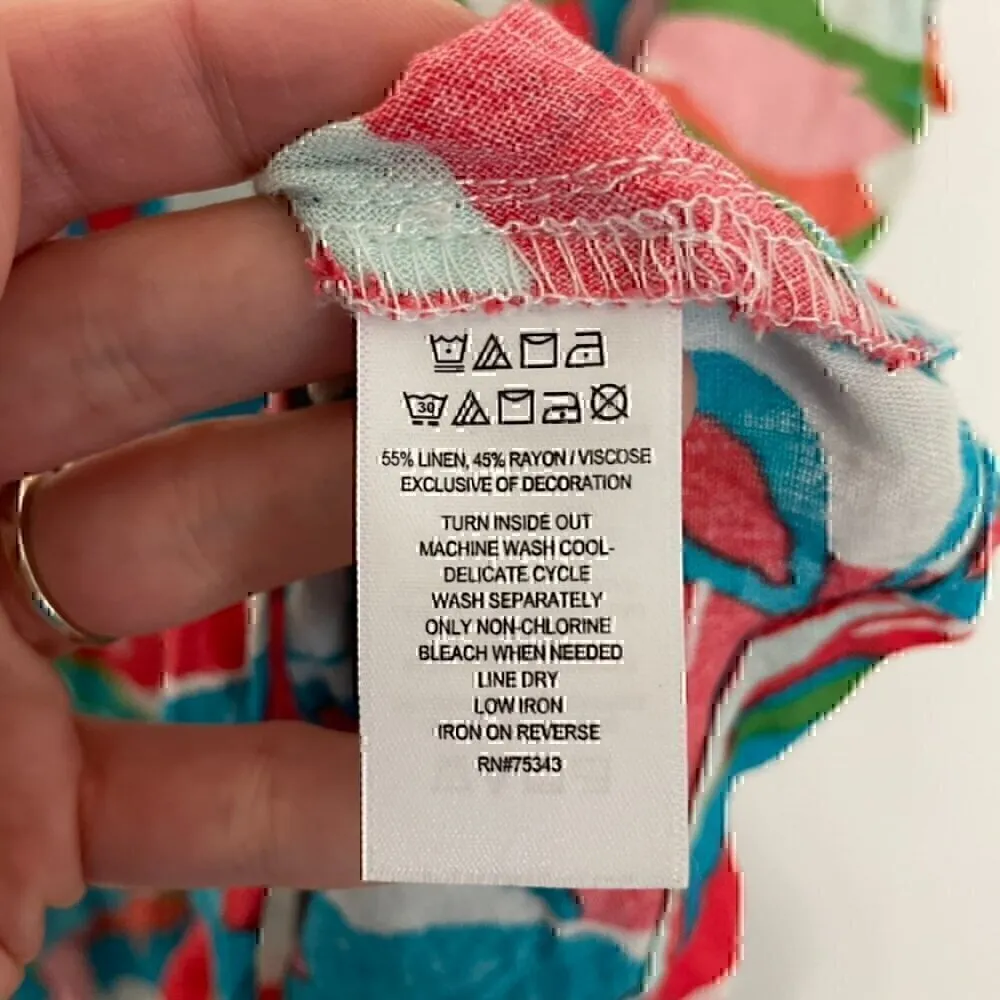 30
55% LINEN, 45% RAYON / VISCOSE
EXCLUSIVE OF DECORATION
TURN INSIDE OUT
MACHINE WASH COOL-
DELICATE CYCLE
WASH SEPARATELY
ONLY NON-CHLORINE
BLEACH WHEN NEEDED
LINE DRY
LOW IRON
IRON ON REVERSE
RN#75343